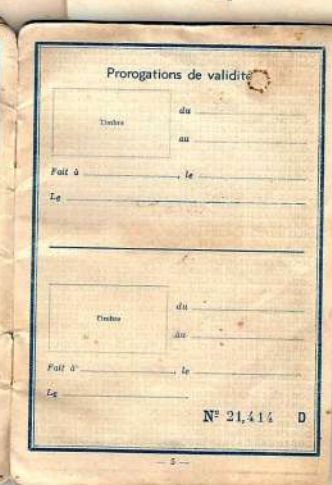 Prorogations de validité
Timbre
du
au
Fait à , le
Le
Timbre
du
au
Fait à , le
Le
Nº 21,414 D
— 5 —